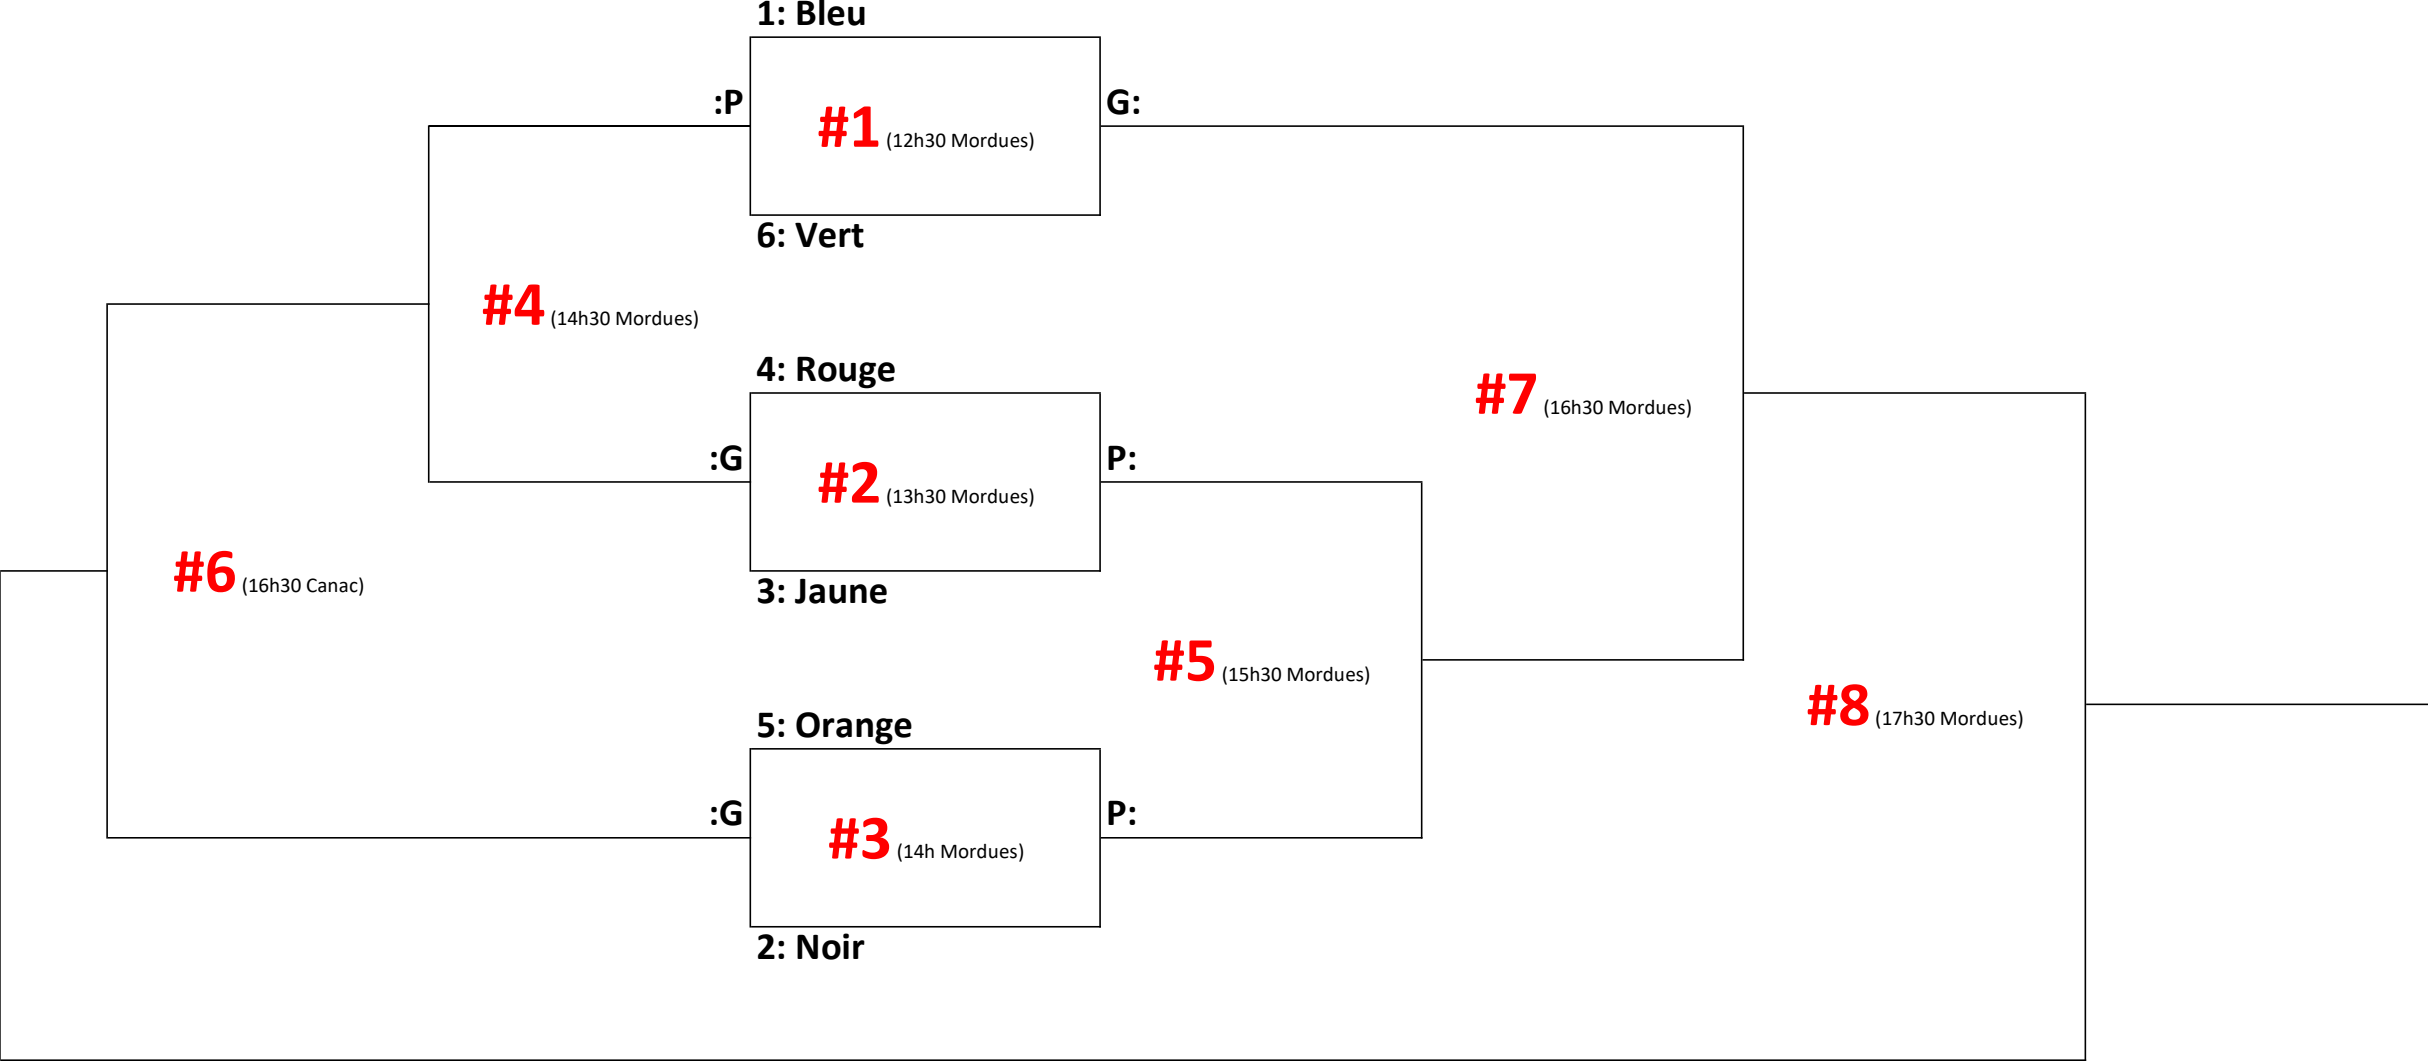 1: Bleu
:P
#1 (12h30 Mordues)
G:
6: Vert
#4 (14h30 Mordues)
4: Rouge
#7 (16h30 Mordues)
:G
#2 (13h30 Mordues)
P:
#6 (16h30 Canac)
3: Jaune
#5 (15h30 Mordues)
5: Orange
#8 (17h30 Mordues)
:G
#3 (14h Mordues)
P:
2: Noir